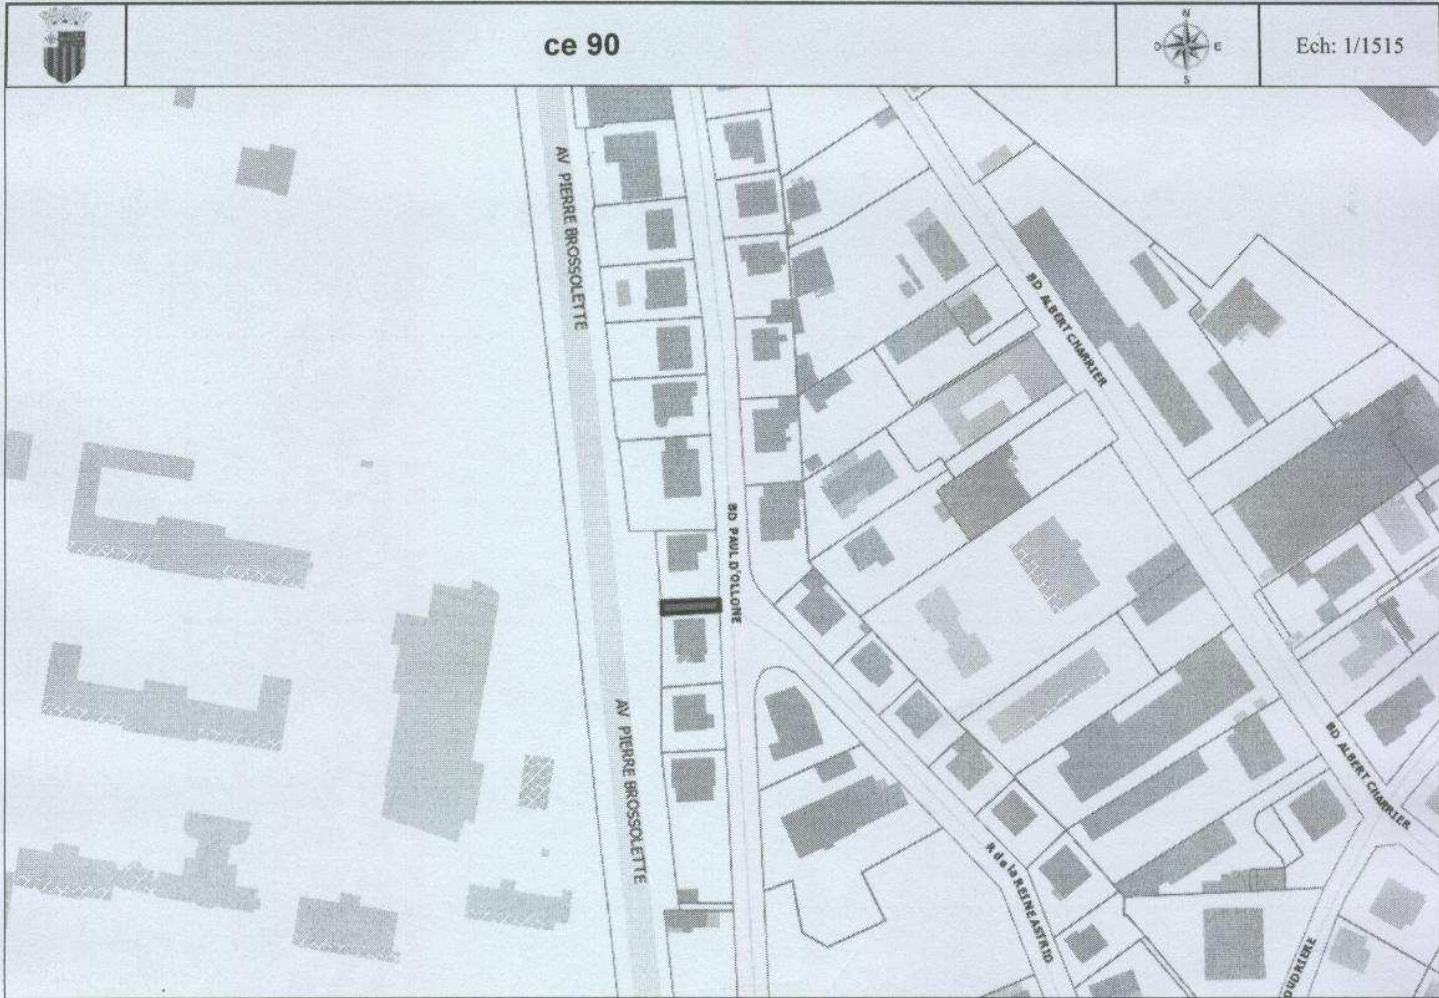 ce 90
N
O
E
S
Ech: 1/1515
AV PIERRE BROSSOLETTE
BD ALBERT CHARRIER
BD PAUL D'OLLONE
AV PIERRE BROSSOLETTE
BD ALBERT CHARRIER
R de la REINE ASTRID
OUDRIERE